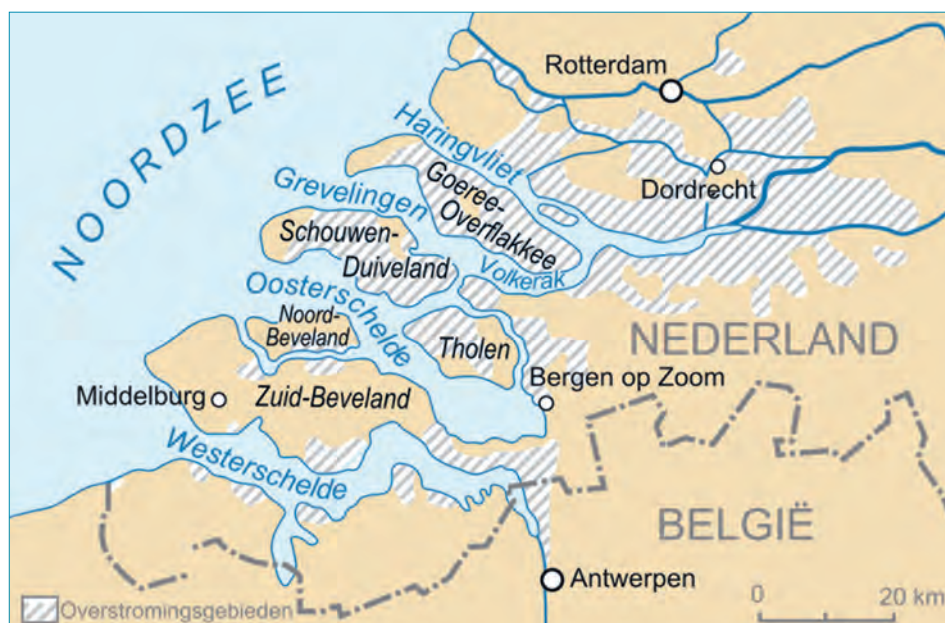 NOORDZEE
Rotterdam
Haringvliet
Dordrecht
Goeree-
Overflakkee
Grevelingen
Schouwen-
Duiveland
Volkerak
Oosterschelde
Noord-
Beveland
Tholen
NEDERLAND
Bergen op Zoom
Middelburg
Zuid-Beveland
Westerschelde
BELGIË
Antwerpen
Overstromingsgebieden
0 20 km